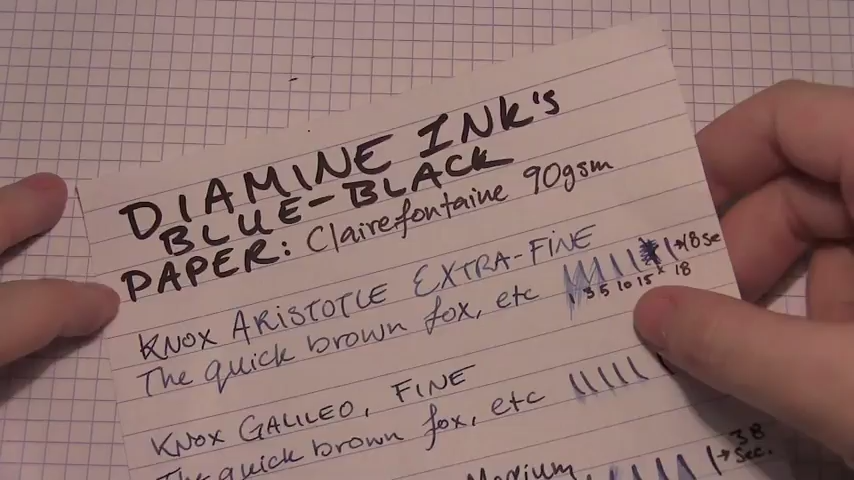 DIAMINE INK'S
BLUE-BLACK
PAPER: Clairefontaine 90gsm
KNOX ARISTOTLE EXTRA-FINE
The quick brown fox, etc 1 3 5 10 15 x 18 →18 se
KNOX GALILEO, FINE
The quick brown fox, etc
Medium →38 sec.